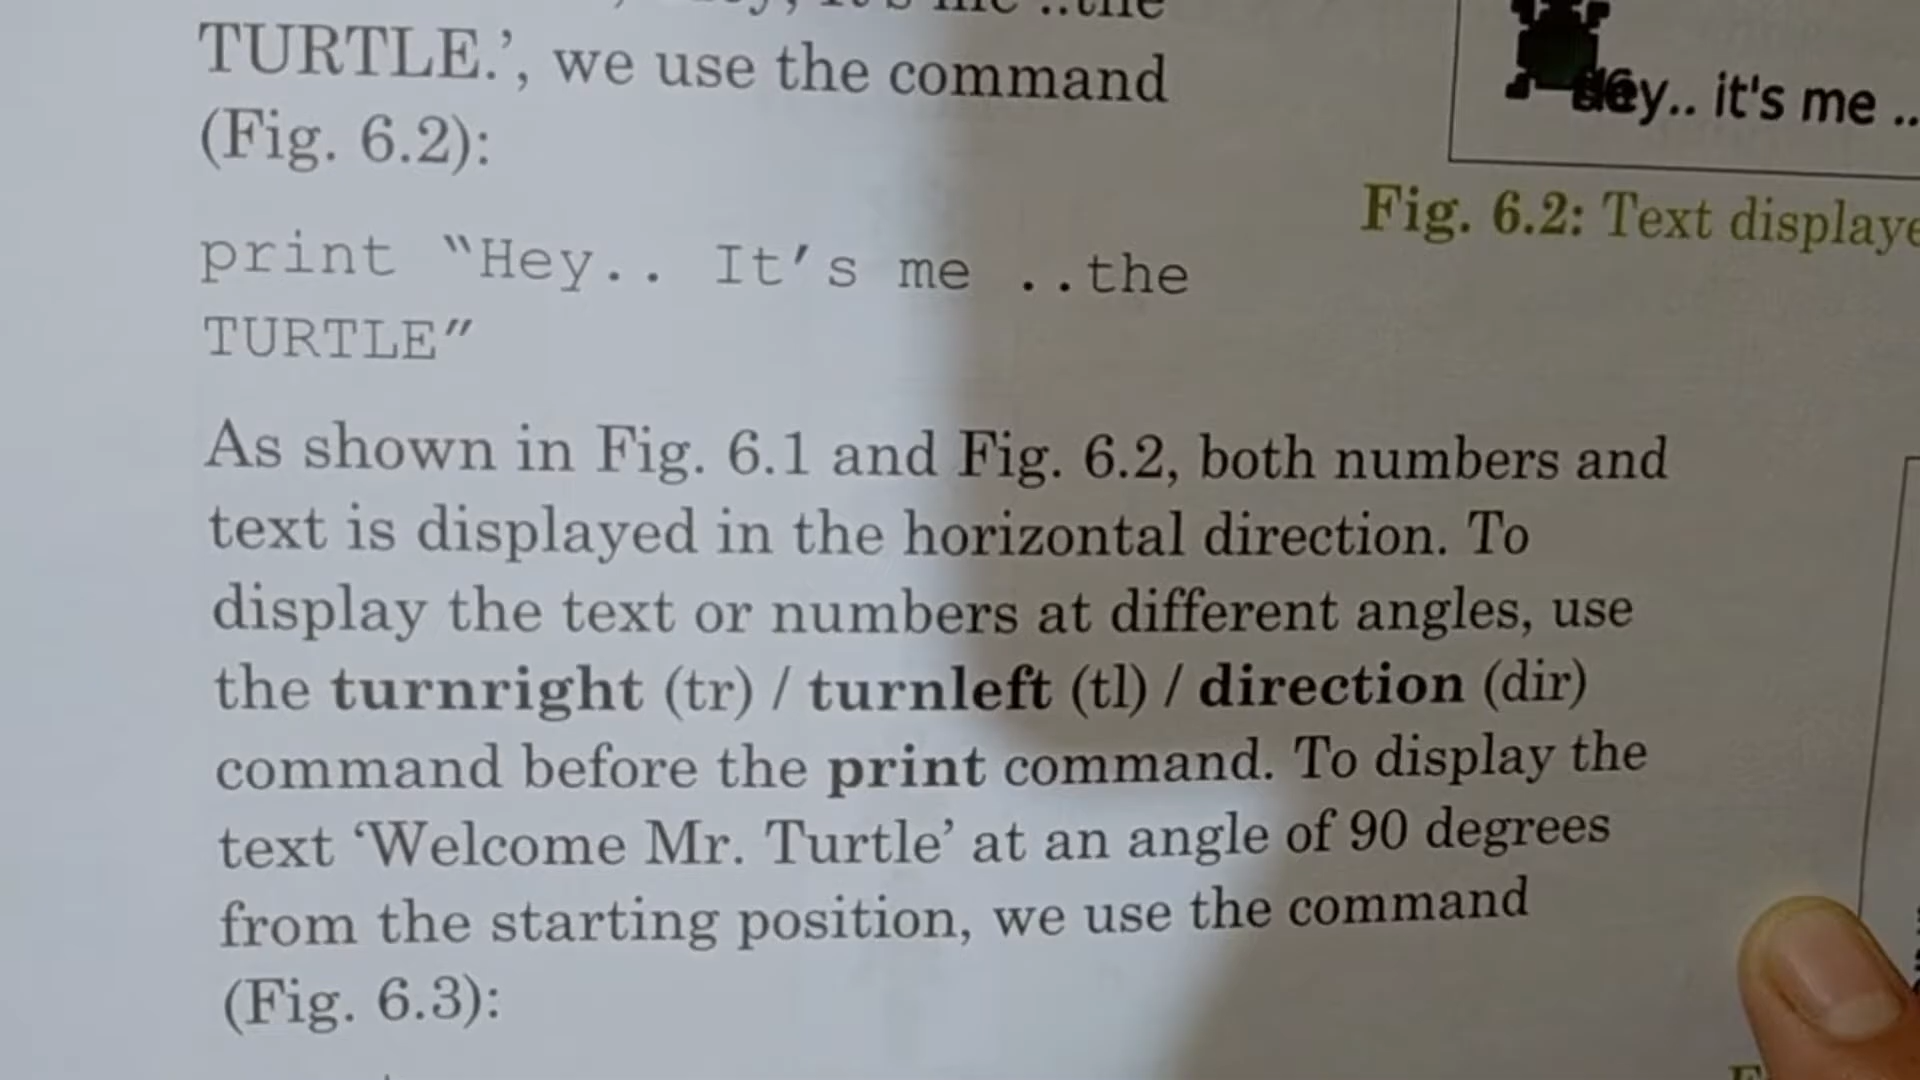 it's me ..the
TURTLE.', we use the command
(Fig. 6.2):
print "Hey.. It's me ..the
TURTLE"
As shown in Fig. 6.1 and Fig. 6.2, both numbers and
text is displayed in the horizontal direction. To
display the text or numbers at different angles, use
the turnright (tr) / turnleft (tl) / direction (dir)
command before the print command. To display the
text ‘Welcome Mr. Turtle’ at an angle of 90 degrees
from the starting position, we use the command
(Fig. 6.3):
it's me ..
Fig. 6.2: Text